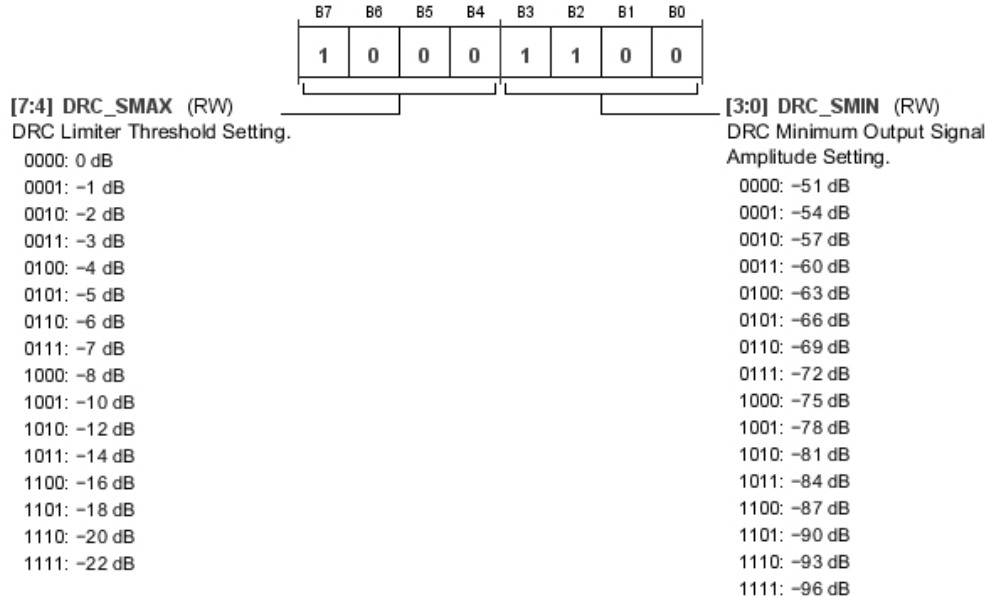 B7 B6 B5 B4 B3 B2 B1 B0
1 0 0 0 1 1 0 0
[7:4] DRC_SMAX (RW)
DRC Limiter Threshold Setting.
0000: 0 dB
0001: −1 dB
0010: −2 dB
0011: −3 dB
0100: −4 dB
0101: −5 dB
0110: −6 dB
0111: −7 dB
1000: −8 dB
1001: −10 dB
1010: −12 dB
1011: −14 dB
1100: −16 dB
1101: −18 dB
1110: −20 dB
1111: −22 dB
[3:0] DRC_SMIN (RW)
DRC Minimum Output Signal
Amplitude Setting.
0000: −51 dB
0001: −54 dB
0010: −57 dB
0011: −60 dB
0100: −63 dB
0101: −66 dB
0110: −69 dB
0111: −72 dB
1000: −75 dB
1001: −78 dB
1010: −81 dB
1011: −84 dB
1100: −87 dB
1101: −90 dB
1110: −93 dB
1111: −96 dB